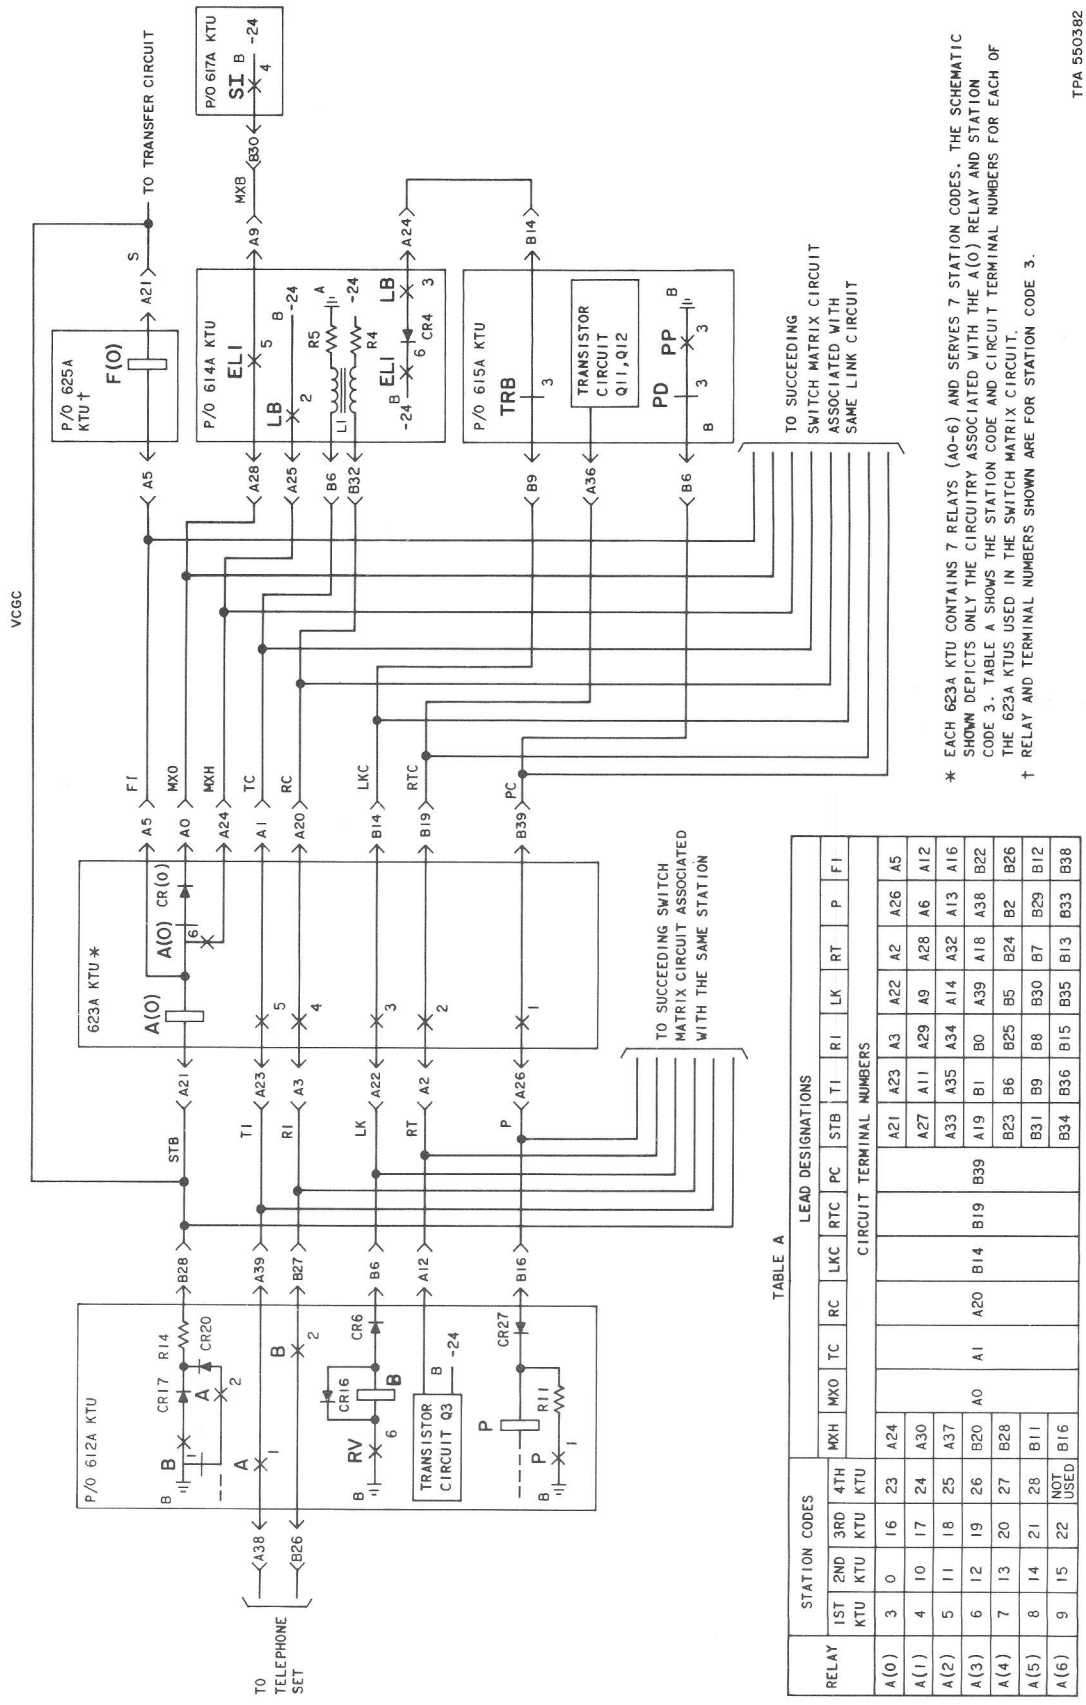 VCGC
P/O 625A
KTU †
F(O)
A5
A21
S
TO TRANSFER CIRCUIT
P/O 617A KTU
SI
B
-24
4
B30
MXB
A9
P/O 614A KTU
ELI
5
LB
B -24
2
R5
A
L1
R4
-24
ELI
B
-24
6
CR4
LB
3
A24
A28
A25
B6
B32
P/O 615A KTU
TRB
3
TRANSISTOR
CIRCUIT
Q11,Q12
PD
PP
B
3
3
B
B14
B9
A36
B6
TO SUCCEEDING
SWITCH MATRIX CIRCUIT
ASSOCIATED WITH
SAME LINK CIRCUIT
623A KTU *
A(O)
A(O)
6
CR(O)
5
4
3
2
1
A5
FI
A0
MXO
A24
MXH
A1
TC
A20
RC
B14
LKC
B19
RTC
B39
PC
A21
STB
A23
TI
A3
RI
A22
LK
A2
RT
A26
P
TO SUCCEEDING SWITCH
MATRIX CIRCUIT ASSOCIATED
WITH THE SAME STATION
P/O 612A KTU
B
B
1
CR17
R14
A
2
CR20
A
1
B
2
RV
B
6
CR16
B
CR6
TRANSISTOR
CIRCUIT Q3
B -24
P
P
B
1
R11
CR27
B28
A39
B27
B6
A12
B16
A38
B26
TO
TELEPHONE
SET
* EACH 623A KTU CONTAINS 7 RELAYS (A0-6) AND SERVES 7 STATION CODES. THE SCHEMATIC
SHOWN DEPICTS ONLY THE CIRCUITRY ASSOCIATED WITH THE A(0) RELAY AND STATION
CODE 3. TABLE A SHOWS THE STATION CODE AND CIRCUIT TERMINAL NUMBERS FOR EACH OF
THE 623A KTUS USED IN THE SWITCH MATRIX CIRCUIT.
† RELAY AND TERMINAL NUMBERS SHOWN ARE FOR STATION CODE 3.
TABLE A
RELAY STATION CODES LEAD DESIGNATIONS
1ST KTU 2ND KTU 3RD KTU 4TH KTU MXH MXO TC RC LKC RTC PC STB TI RI LK RT P FI
CIRCUIT TERMINAL NUMBERS
A(0) 3 0 16 23 A24 A21 A23 A3 A22 A2 A26 A5
A(1) 4 10 17 24 A30 A27 A11 A29 A9 A28 A6 A12
A(2) 5 11 18 25 A37 A33 A35 A34 A14 A32 A13 A16
A(3) 6 12 19 26 B20 A0 A1 A20 B14 B19 B39 A19 B1 B0 A39 A18 A38 B22
A(4) 7 13 20 27 B28 B23 B6 B25 B5 B24 B2 B26
A(5) 8 14 21 28 B11 B31 B9 B8 B30 B7 B29 B12
A(6) 9 15 22 NOT USED B16 B34 B36 B15 B35 B13 B33 B38
TPA 550382